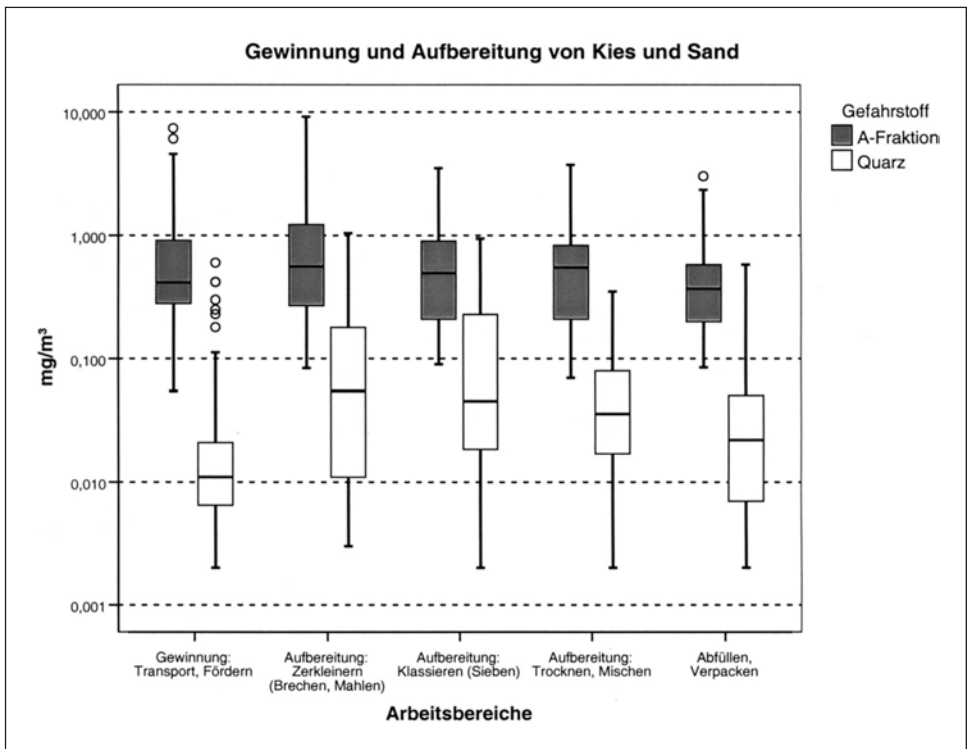 Gewinnung und Aufbereitung von Kies und Sand
Gefahrstoff
A-Fraktion
Quarz
10,000
1,000
0,100
0,010
0,001
mg/m³
Gewinnung:
Transport, Fördern
Aufbereitung:
Zerkleinern
(Brechen, Mahlen)
Aufbereitung:
Klassieren (Sieben)
Aufbereitung:
Trocknen, Mischen
Abfüllen,
Verpacken
Arbeitsbereiche